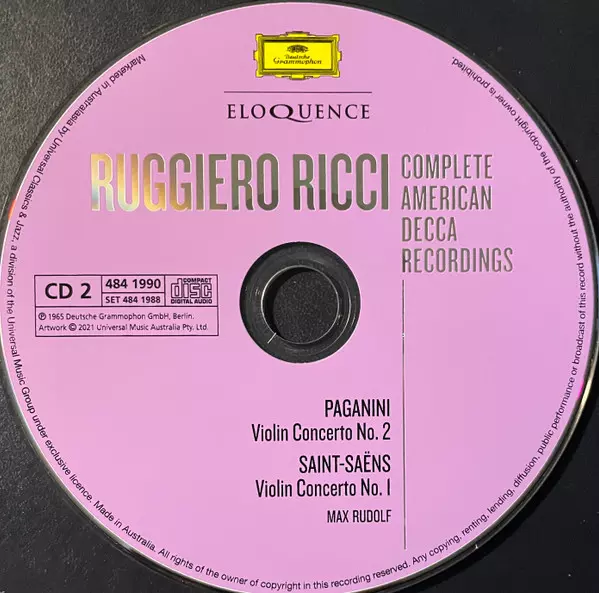 Deutsche
Grammophon
ELOQUENCE
RUGGIERO RICCI
COMPLETE
AMERICAN
DECCA
RECORDINGS
CD 2
484 1990
SET 484 1988
COMPACT
disc
DIGITAL AUDIO
℗ 1965 Deutsche Grammophon GmbH, Berlin.
Artwork © 2021 Universal Music Australia Pty. Ltd.
PAGANINI
Violin Concerto No. 2
SAINT-SAËNS
Violin Concerto No. 1
MAX RUDOLF
Marketed in Australasia by Universal Classics & Jazz, a division of the Universal Music Group under exclusive licence. Made in Australia. All rights of the owner of copyright in this recording are reserved. Any copying, renting, lending, diffusion, public performance or broadcast of this record without the authority of the copyright owner is prohibited.